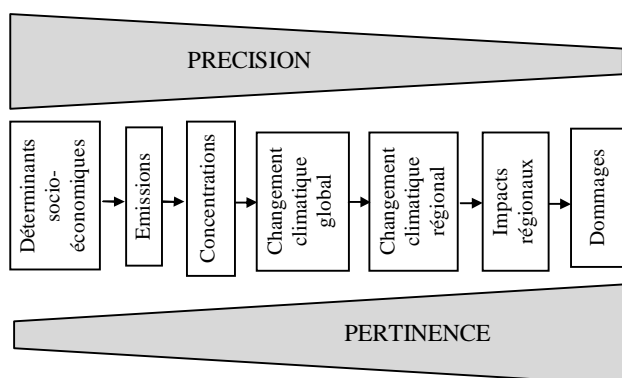 PRECISION
Déterminants
socio-
économiques
Emissions
Concentrations
Changement
climatique
global
Changement
climatique
régional
Impacts
régionaux
Dommages
PERTINENCE